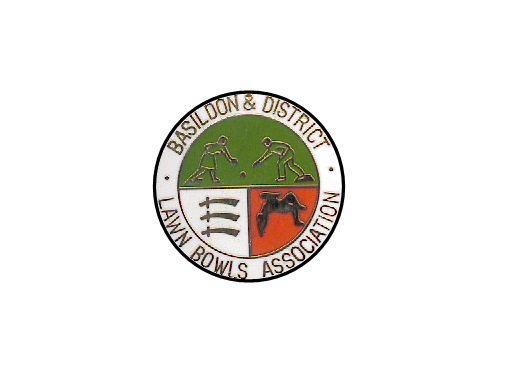 BASILDON & DISTRICT
LAWN BOWLS ASSOCIATION